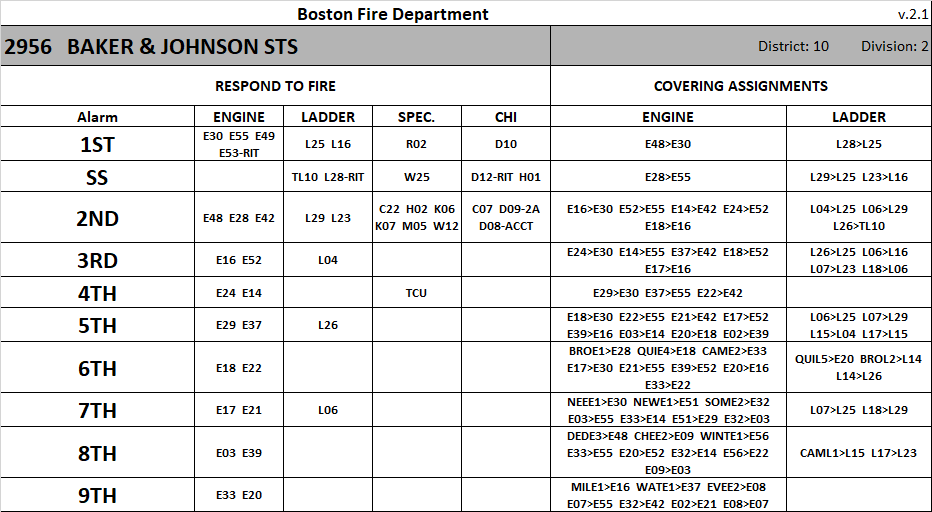 Boston Fire Department v.2.1
2956 BAKER & JOHNSON STS District: 10 Division: 2
RESPOND TO FIRE COVERING ASSIGNMENTS
Alarm ENGINE LADDER SPEC. CHI ENGINE LADDER
1ST E30 E55 E49 L25 L16 R02 D10 E48>E30 L28>L25
E53-RIT
SS TL10 L28-RIT W25 D12-RIT H01 E28>E55 L29>L25 L23>L16
2ND E48 E28 E42 L29 L23 C22 H02 K06 C07 D09-2A E16>E30 E52>E55 E14>E42 E24>E52 L04>L25 L06>L29
K07 M05 W12 D08-ACCT E18>E16 L26>TL10
3RD E16 E52 L04 E24>E30 E14>E55 E37>E42 E18>E52 L26>L25 L06>L16
E17>E16 L07>L23 L18>L06
4TH E24 E14 TCU E29>E30 E37>E55 E22>E42
5TH E29 E37 L26 E18>E30 E22>E55 E21>E42 E17>E52 L06>L25 L07>L29
E39>E16 E03>E14 E20>E18 E02>E39 L15>L04 L17>L15
6TH E18 E22 BROE1>E28 QUIE4>E18 CAME2>E33 QUIL5>E20 BROL2>L14
E17>E30 E21>E55 E39>E52 E20>E16 L14>L26
E33>E22
7TH E17 E21 L06 NEEE1>E30 NEWE1>E51 SOME2>E32 L07>L25 L18>L29
E03>E55 E33>E14 E51>E29 E32>E03
8TH E03 E39 DEDE3>E48 CHEE2>E09 WINTE1>E56 CAML1>L15 L17>L23
E33>E55 E20>E52 E32>E14 E56>E22
E09>E03
9TH E33 E20 MILE1>E16 WATE1>E37 EVEE2>E08
E07>E55 E32>E42 E02>E21 E08>E07